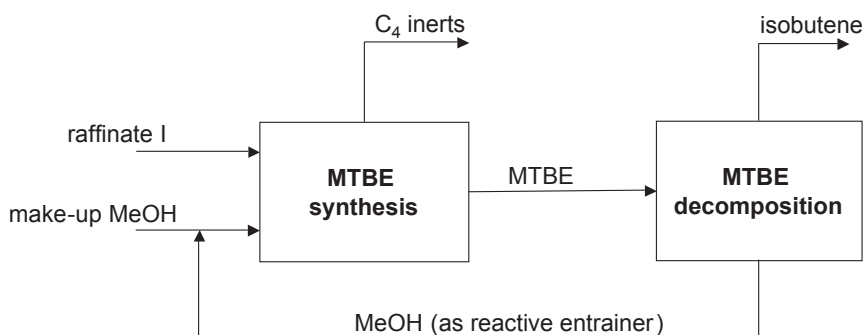 C₄ inerts
isobutene
raffinate I
make-up MeOH
MTBE
synthesis
MTBE
MTBE
decomposition
MeOH (as reactive entrainer)